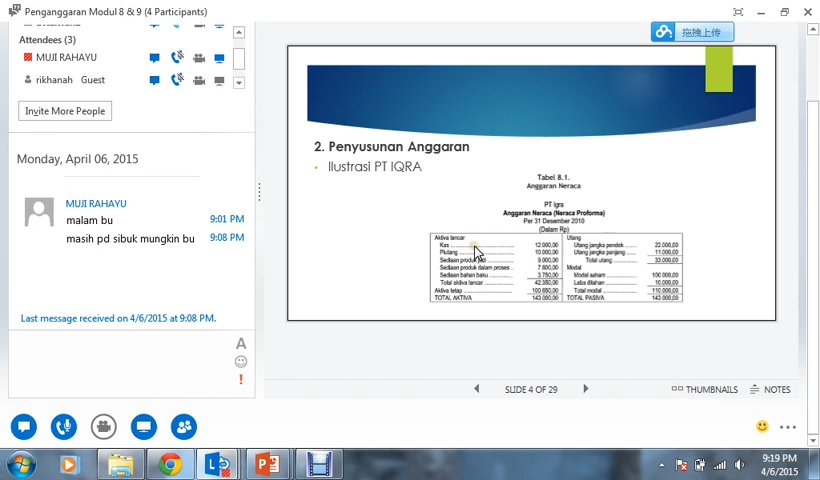 Penganggaran Modul 8 & 9 (4 Participants)
Attendees (3)
MUJI RAHAYU
rikhanah Guest
Invite More People
Monday, April 06, 2015
MUJI RAHAYU
malam bu 9:01 PM
masih pd sibuk mungkin bu 9:08 PM
Last message received on 4/6/2015 at 9:08 PM.
A
拖拽上传
2. Penyusunan Anggaran
Ilustrasi PT IQRA
Tabel 8.1.
Anggaran Neraca
PT Iqra
Anggaran Neraca (Neraca Proforma)
Per 31 Desember 2010
(Dalam Rp)
Aktiva lancar
Kas 12.000,00
Piutang 10.000,00
Sediaan produk jadi 9.000,00
Sediaan produk dalam proses 7.600,00
Sediaan bahan baku 3.750,00
Total aktiva lancar 42.350,00
Aktiva tetap 100.650,00
TOTAL AKTIVA 143.000,00
Utang
Utang jangka pendek 22.000,00
Utang jangka panjang 11.000,00
Total utang 33.000,00
Modal
Modal saham 100.000,00
Laba ditahan 10.000,00
Total modal 110.000,00
TOTAL PASIVA 143.000,00
SLIDE 4 OF 29
THUMBNAILS
NOTES
9:19 PM
4/6/2015